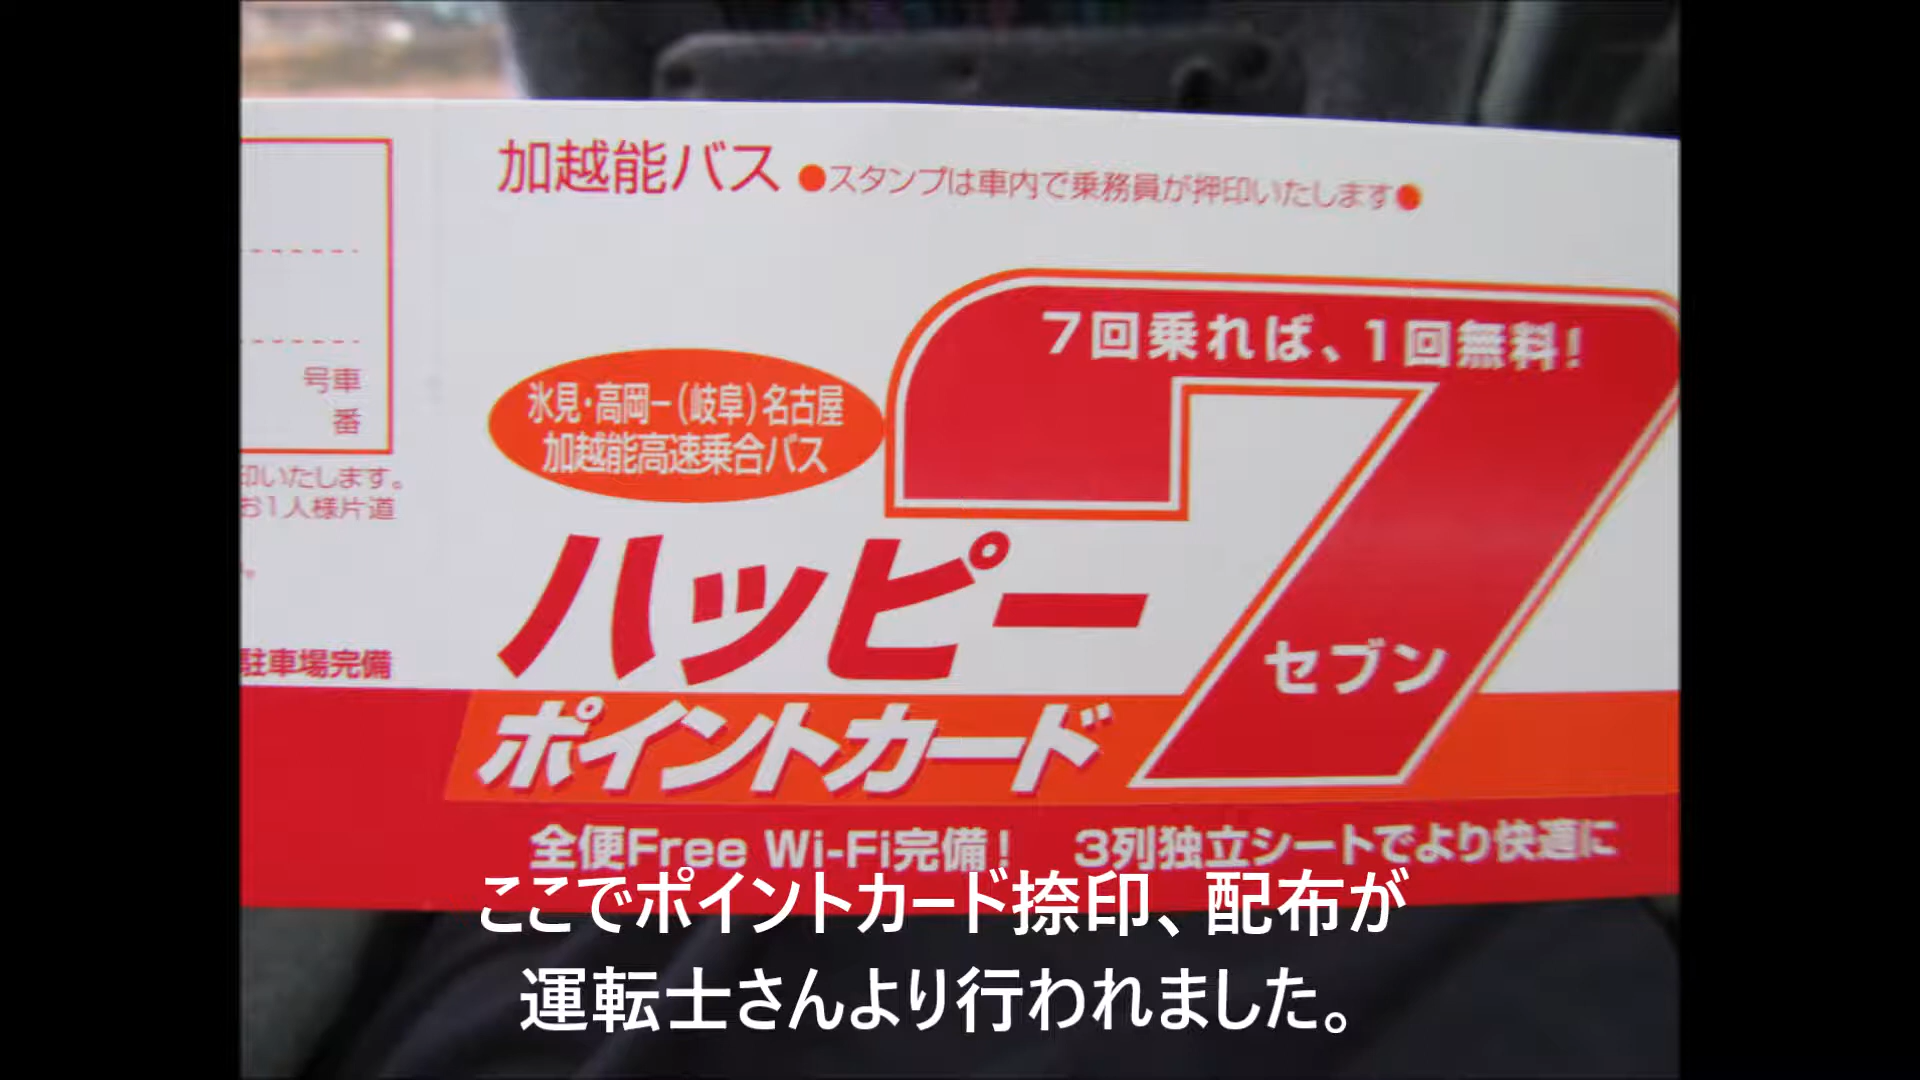 加越能バス ●スタンプは車内で乗務員が押印いたします●
7回乗れば、1回無料!
氷見・高岡ー(岐阜)名古屋
加越能高速乗合バス
ハッピー
7
セブン
ポイントカード
全便Free Wi-Fi完備! 3列独立シートでより快適に
号車
番
印いたします。
お1人様片道
駐車場完備
ここでポイントカード捺印、配布が
運転士さんより行われました。